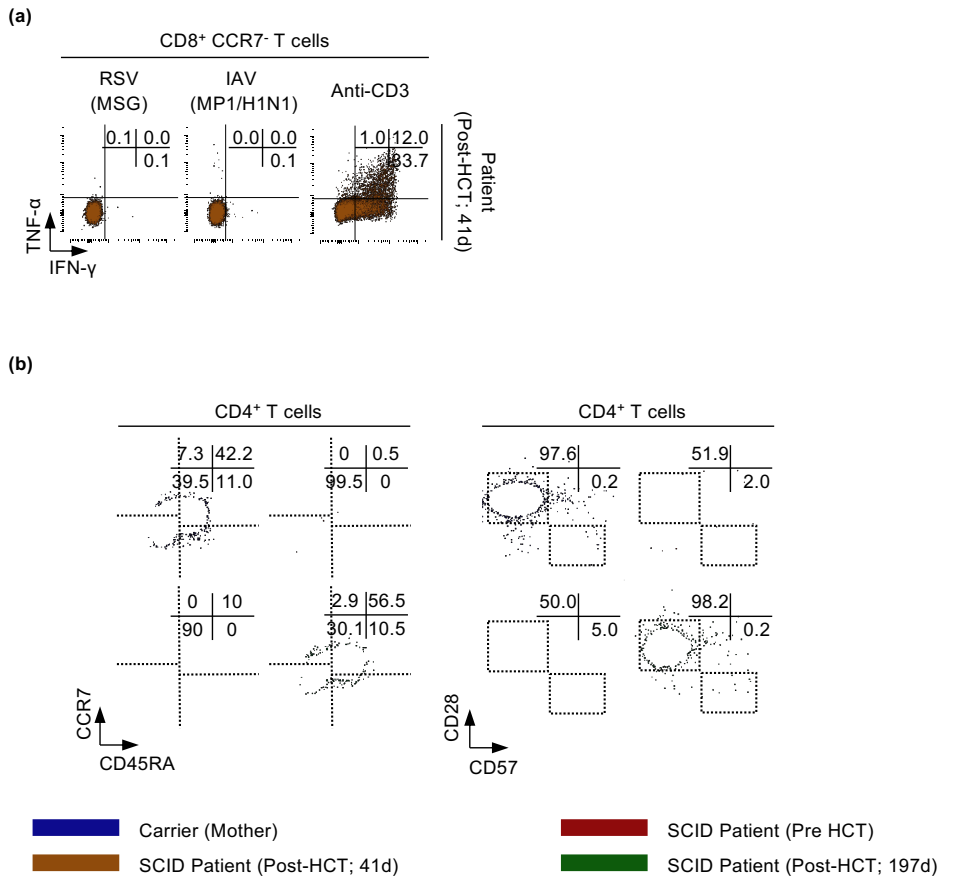 (a)
CD8⁺ CCR7⁻ T cells
RSV
(MSG)
IAV
(MP1/H1N1)
Anti-CD3
0.1 0.0
0.1
0.0 0.0
0.1
1.0 12.0
33.7
Patient
(Post-HCT; 41d)
TNF-α
IFN-γ
(b)
CD4⁺ T cells
CD4⁺ T cells
7.3 42.2
39.5 11.0
0 0.5
99.5 0
97.6
0.2
51.9
2.0
0 10
90 0
2.9 56.5
30.1 10.5
50.0
5.0
98.2
0.2
CCR7
CD45RA
CD28
CD57
Carrier (Mother)
SCID Patient (Pre HCT)
SCID Patient (Post-HCT; 41d)
SCID Patient (Post-HCT; 197d)